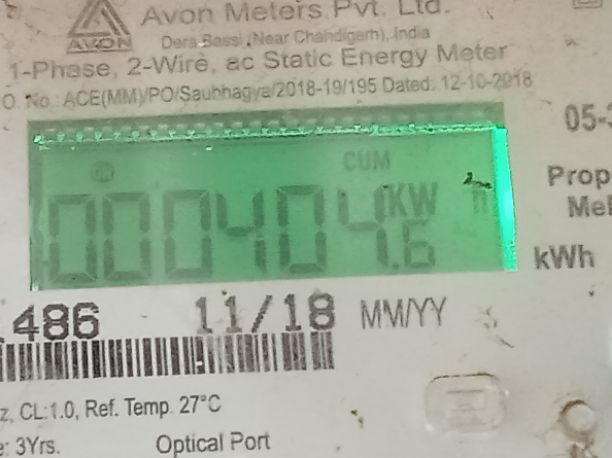 Avon Meters Pvt. Ltd.
AVON
Dera Bassi (Near Chandigarh), India
1-Phase, 2-Wire, ac Static Energy Meter
O. No.: ACE(MM)/PO/Saubhagya/2018-19/195 Dated: 12-10-2018
05-
CUM
KW
000404.6
Prop
Me
kWh
486
11/18 MM/YY
z, CL:1.0, Ref. Temp. 27°C
e: 3Yrs.
Optical Port